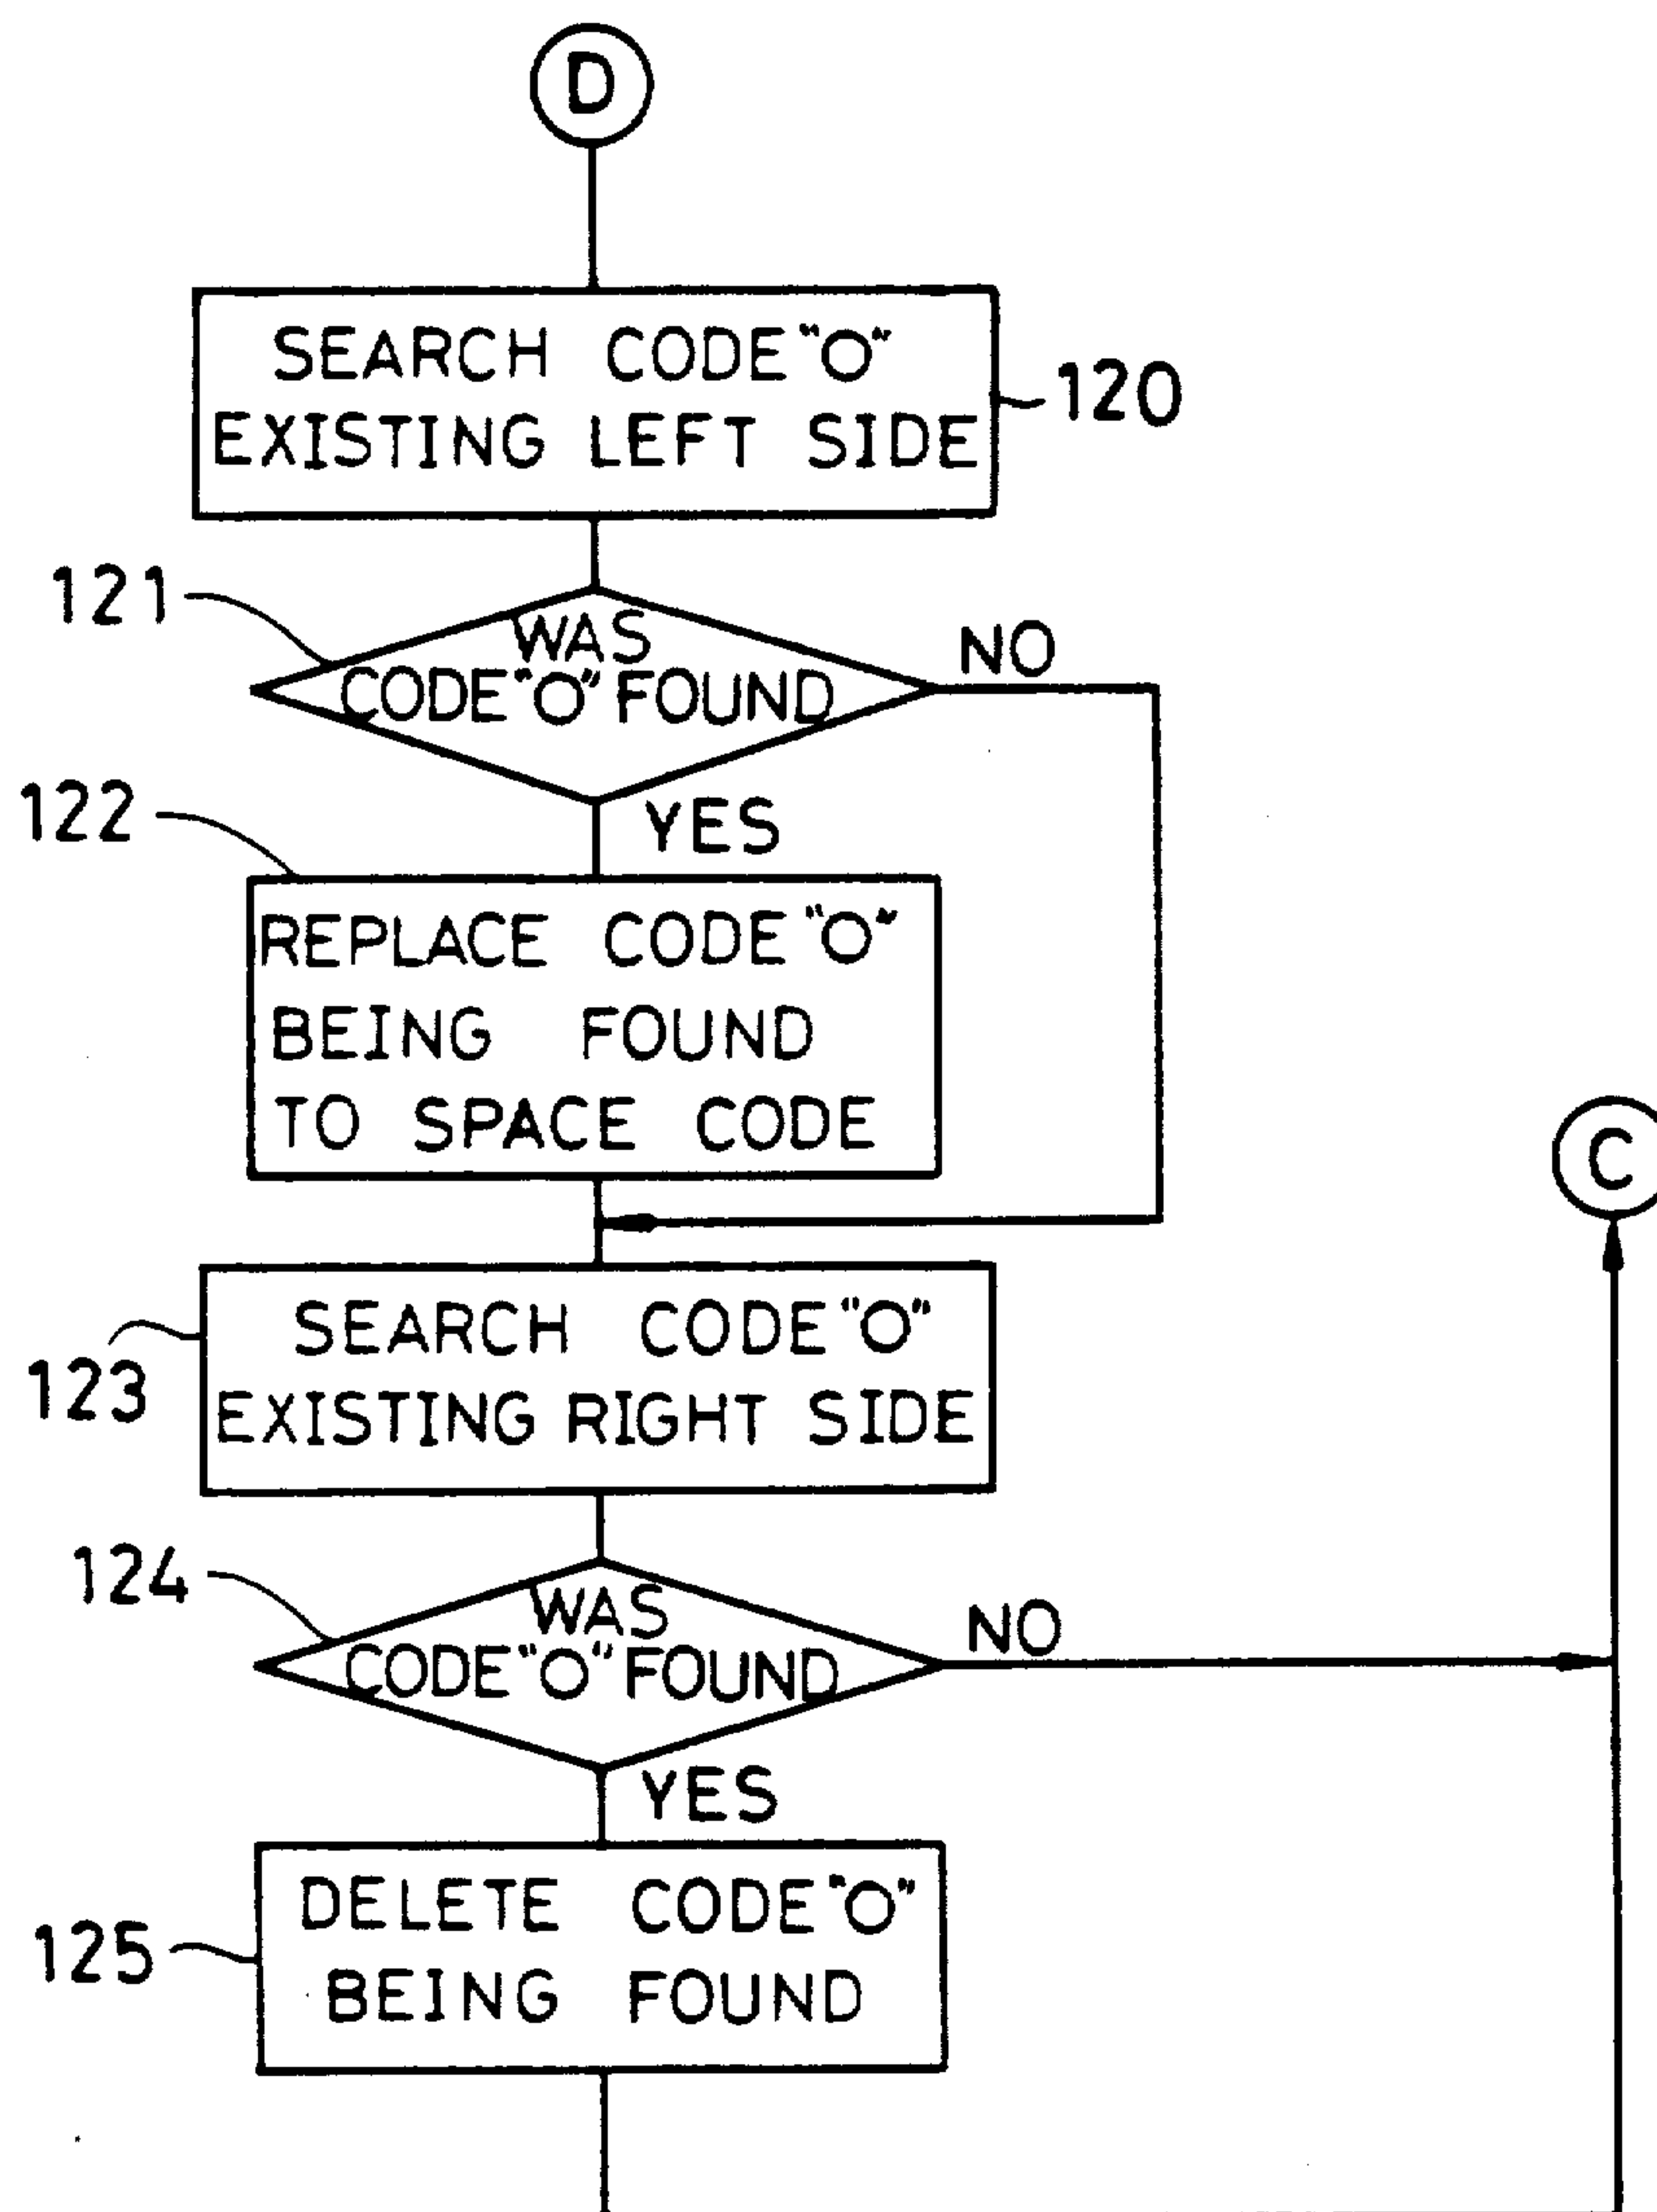 D
SEARCH CODE "O"
EXISTING LEFT SIDE
120
121
WAS
CODE "O" FOUND
NO
YES
122
REPLACE CODE "O"
BEING FOUND
TO SPACE CODE
C
SEARCH CODE "O"
EXISTING RIGHT SIDE
123
124
WAS
CODE "O" FOUND
NO
YES
DELETE CODE "O"
BEING FOUND
125